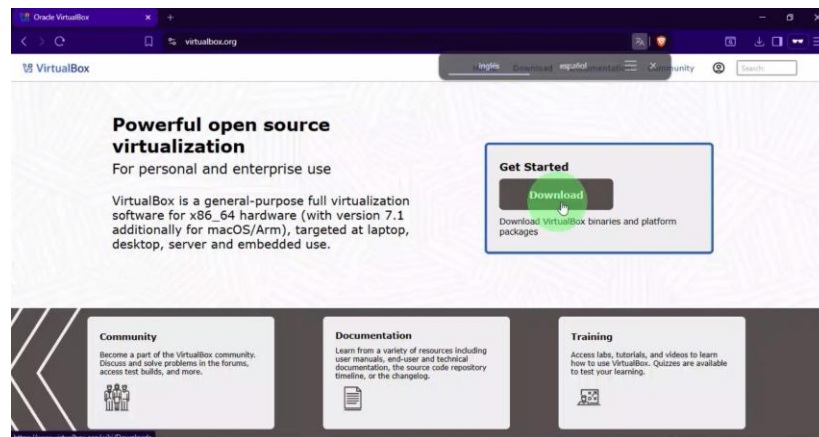 Oracle VirtualBox
virtualbox.org
VirtualBox
inglés español
Download
Community
Search:
Powerful open source
virtualization
For personal and enterprise use
VirtualBox is a general-purpose full virtualization
software for x86_64 hardware (with version 7.1
additionally for macOS/Arm), targeted at laptop,
desktop, server and embedded use.
Get Started
Download
Download VirtualBox binaries and platform
packages
Community
Become a part of the VirtualBox community.
Discuss and solve problems in the forums,
access test builds, and more.
Documentation
Learn from a variety of resources including
user manuals, end-user and technical
documentation, the source code repository
timeline, or the changelog.
Training
Access labs, tutorials, and videos to learn
how to use VirtualBox. Quizzes are available
to test your learning.